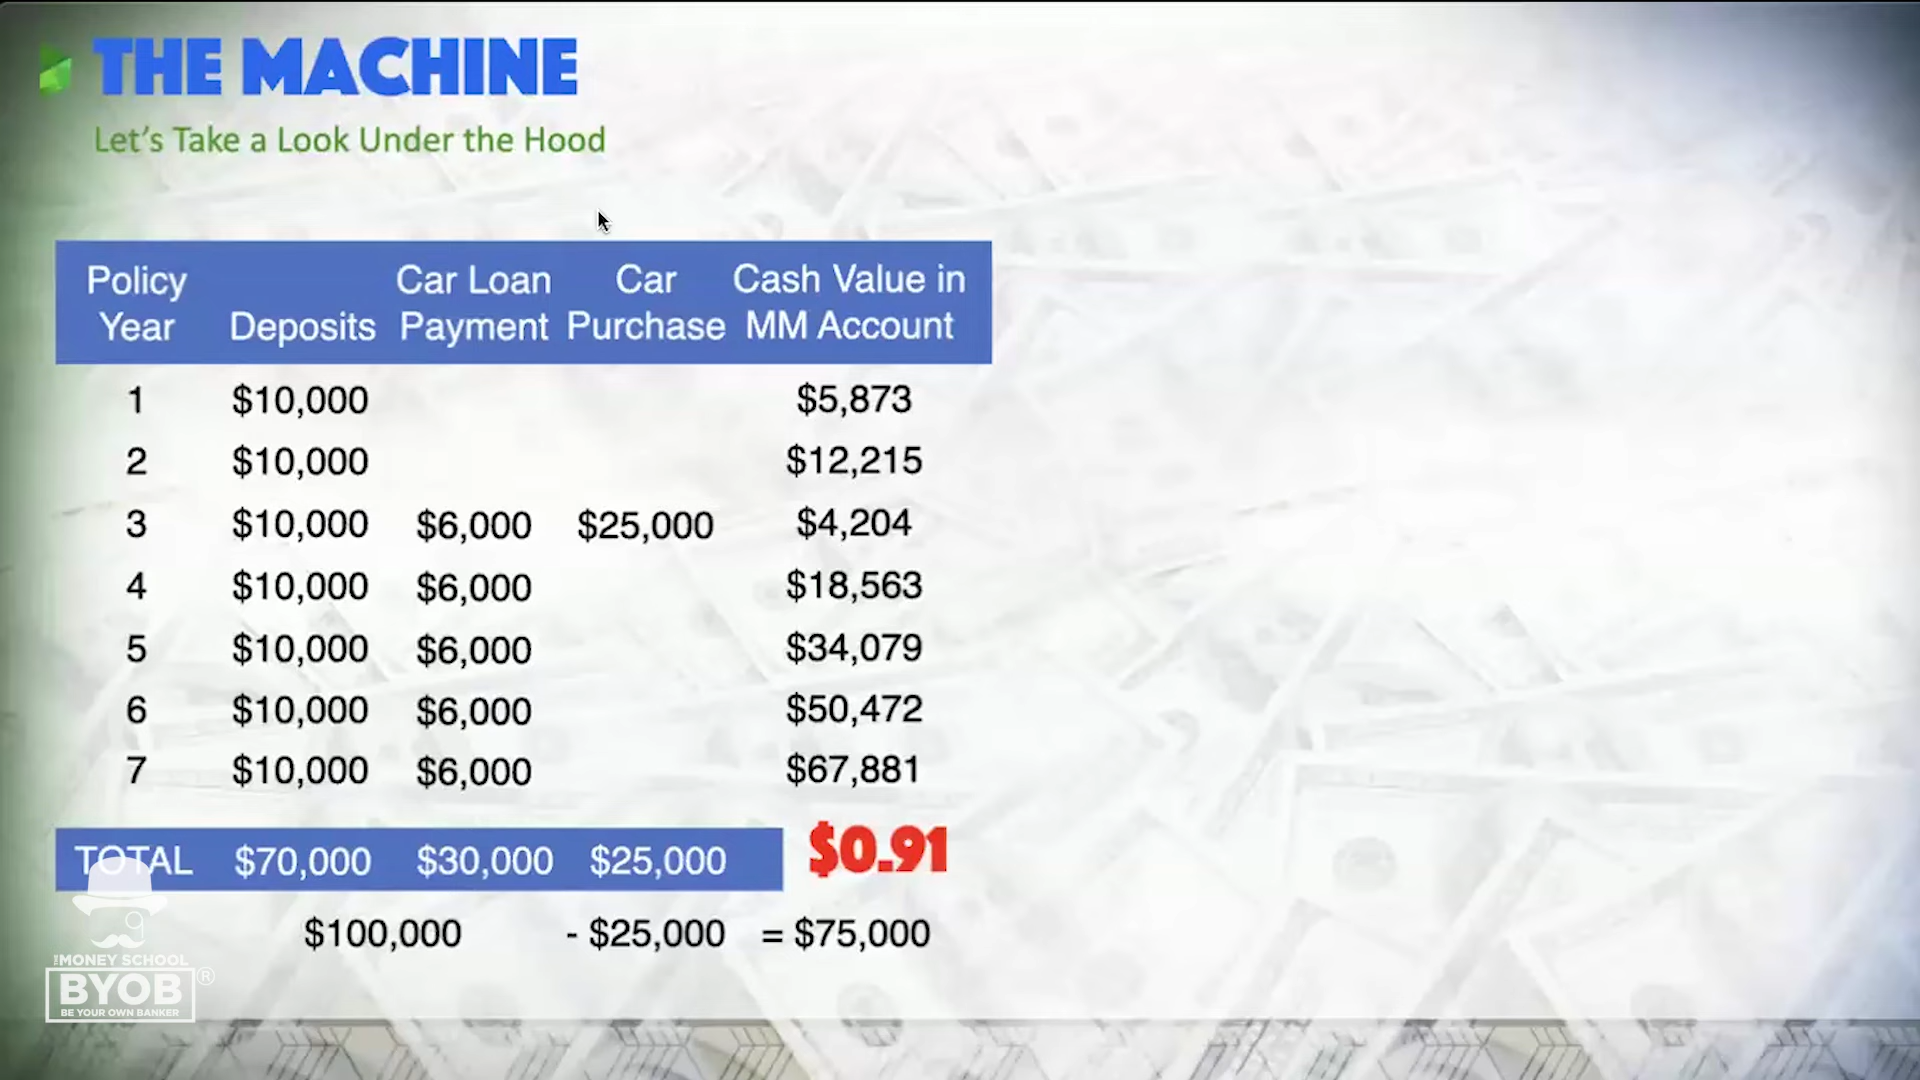 THE MACHINE
Let's Take a Look Under the Hood
Policy Year Deposits Car Loan Payment Car Purchase Cash Value in MM Account
1 $10,000 $5,873
2 $10,000 $12,215
3 $10,000 $6,000 $25,000 $4,204
4 $10,000 $6,000 $18,563
5 $10,000 $6,000 $34,079
6 $10,000 $6,000 $50,472
7 $10,000 $6,000 $67,881
TOTAL $70,000 $30,000 $25,000 $0.91
$100,000 - $25,000 = $75,000
THE MONEY SCHOOL
BYOB®
BE YOUR OWN BANKER